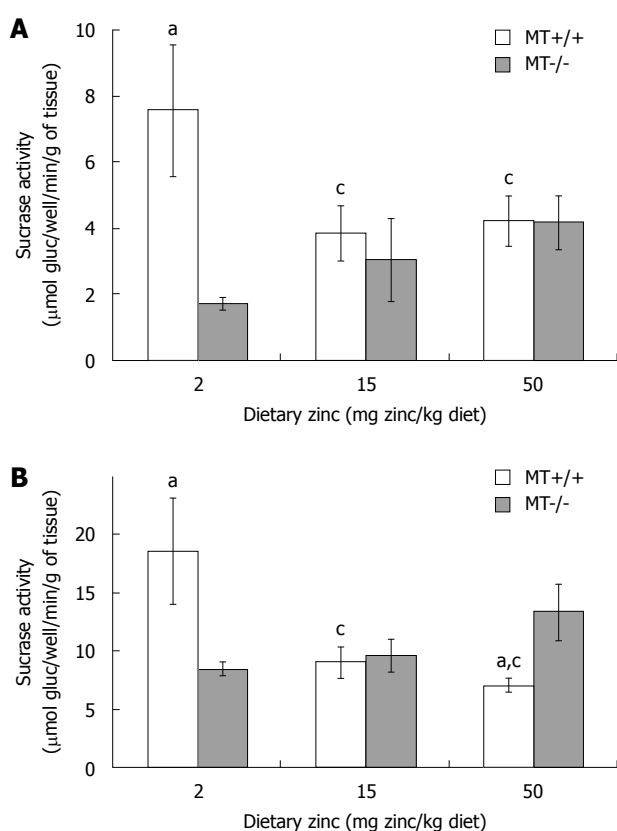 A
10
8
6
4
2
0
Sucrase activity
(μmol gluc/well/min/g of tissue)
a
c
c
MT+/+
MT-/-
2
15
50
Dietary zinc (mg zinc/kg diet)
B
20
15
10
5
0
Sucrase activity
(μmol gluc/well/min/g of tissue)
a
c
a,c
MT+/+
MT-/-
2
15
50
Dietary zinc (mg zinc/kg diet)